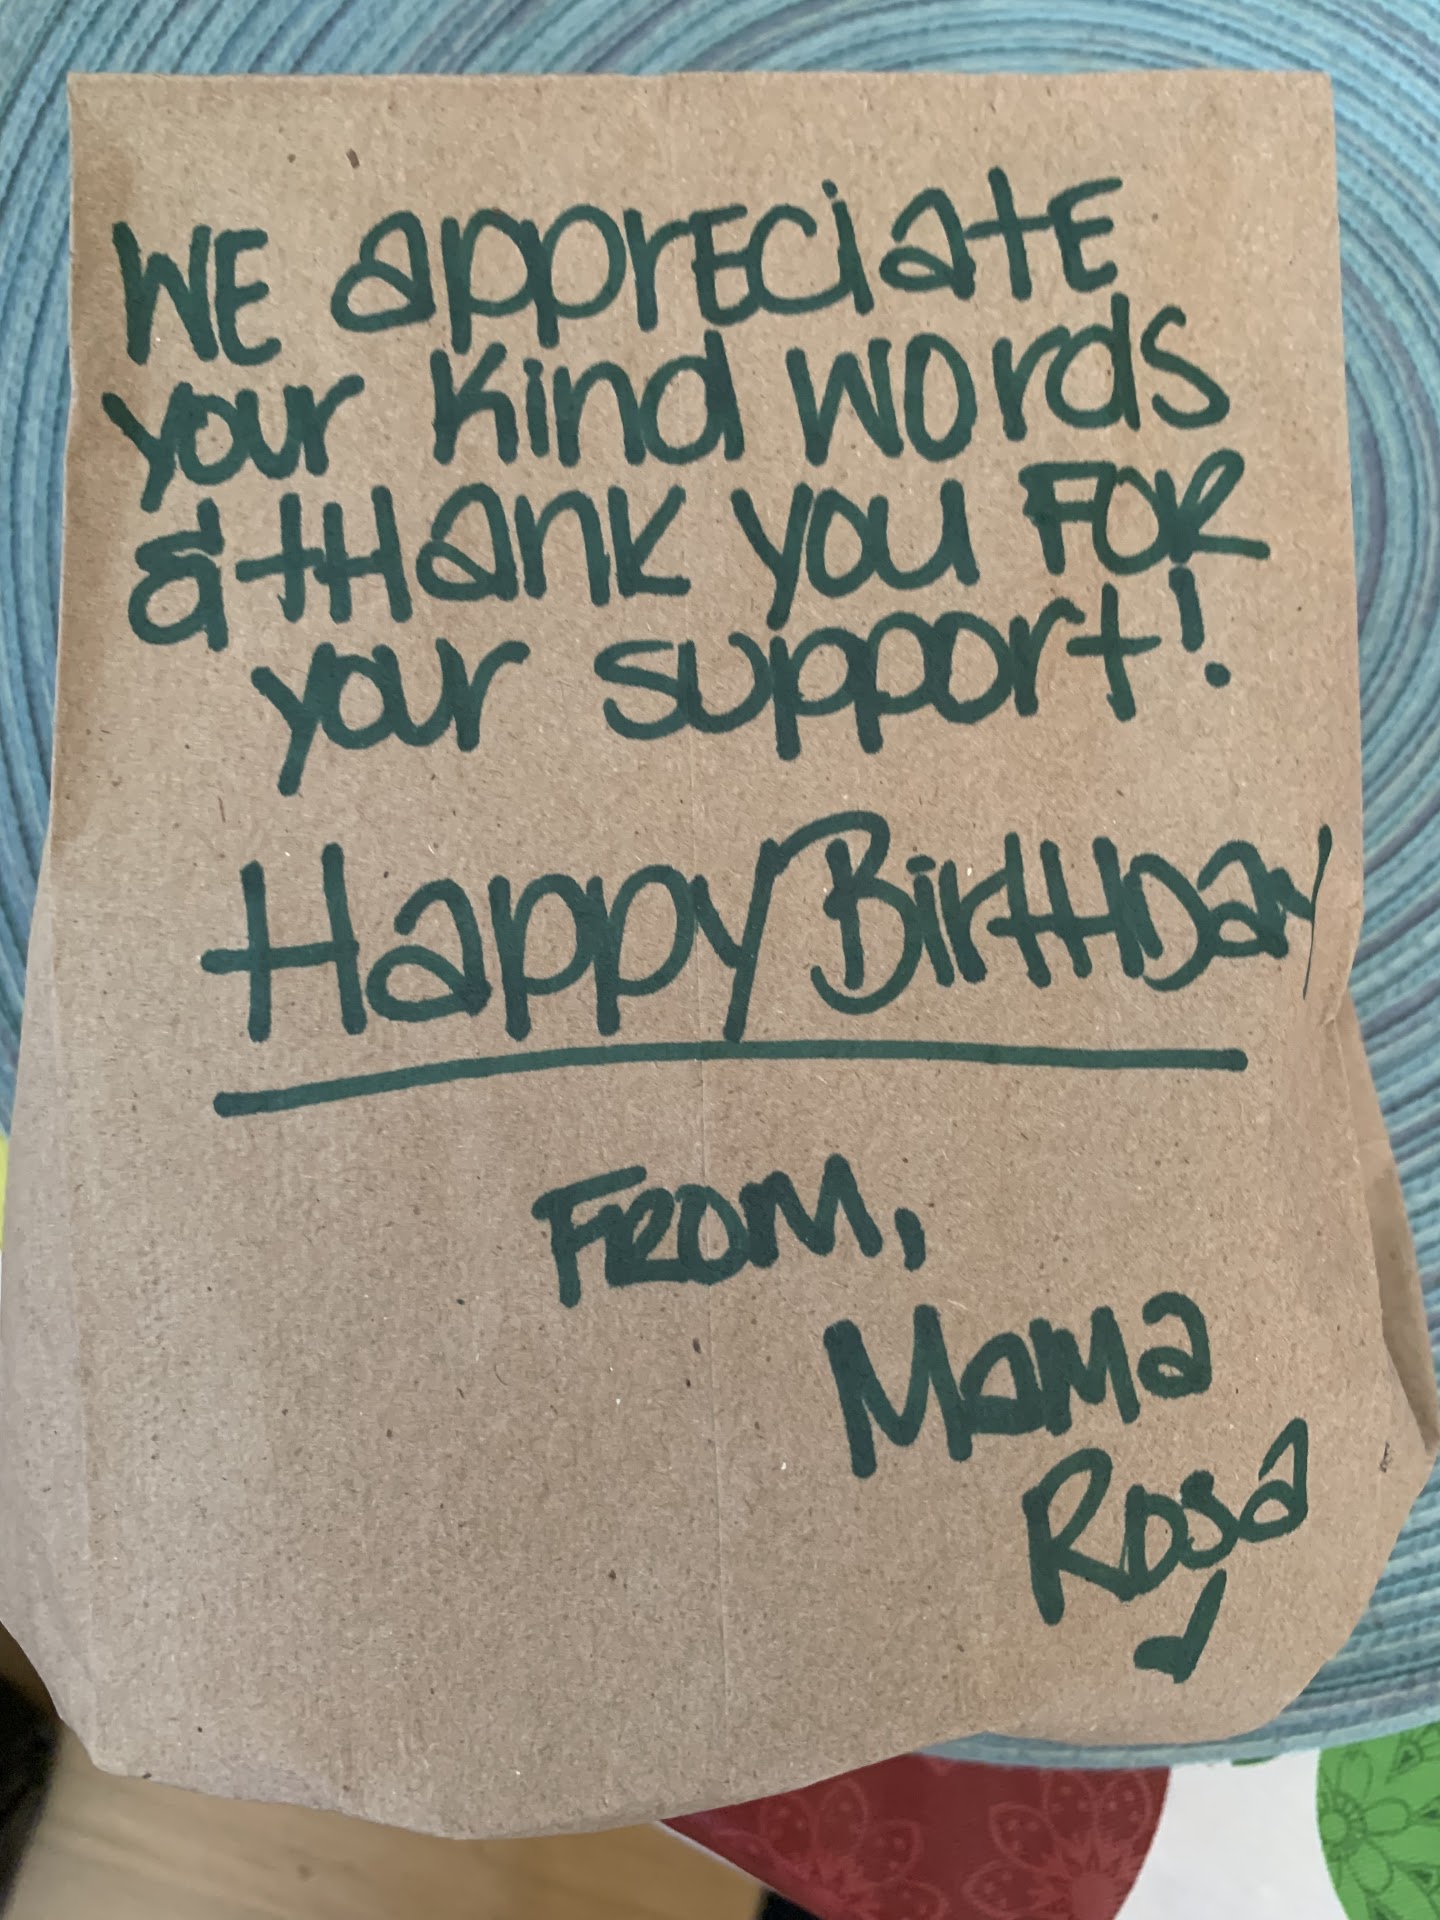 WE appreciate
your kind words
& thank you FOR
your support!
Happy Birthday
From,
Mama
Rosa